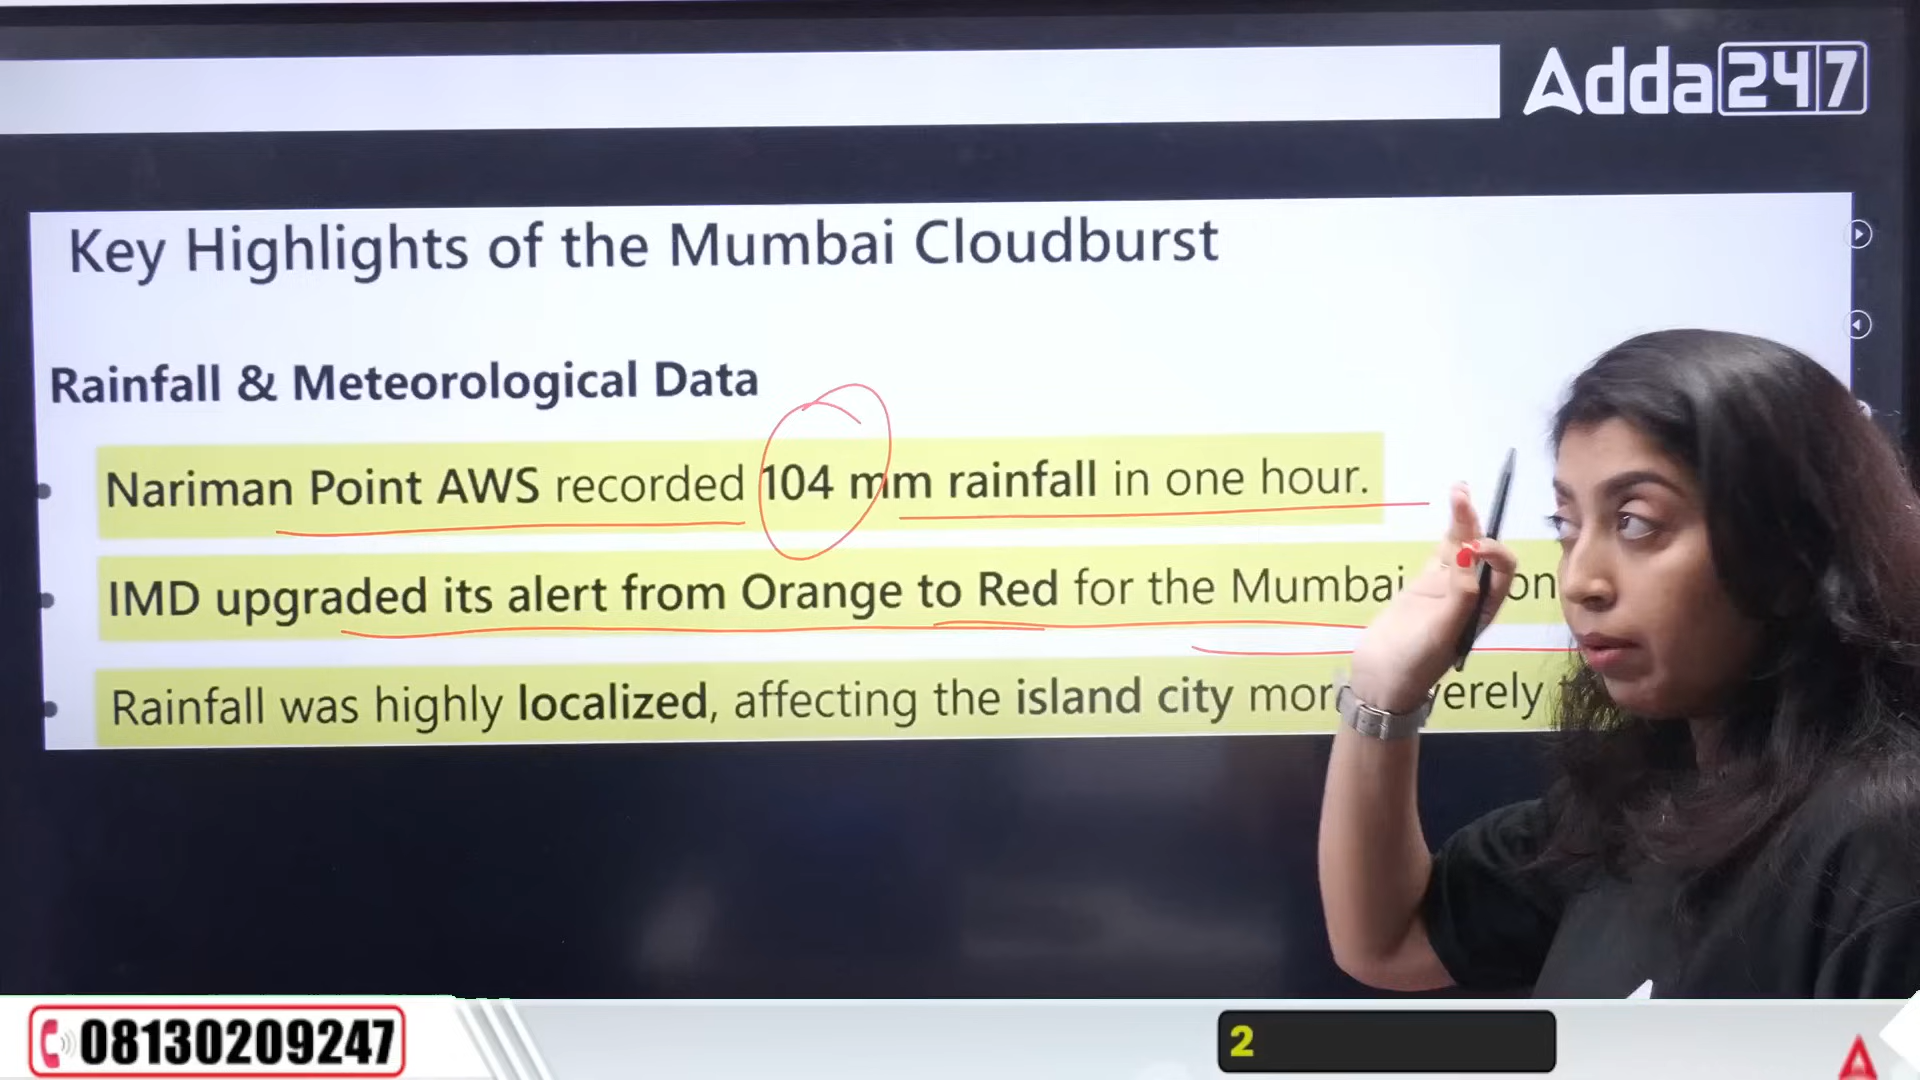 Adda247
Key Highlights of the Mumbai Cloudburst
Rainfall & Meteorological Data
Nariman Point AWS recorded 104 mm rainfall in one hour.
IMD upgraded its alert from Orange to Red for the Mumbai
Rainfall was highly localized, affecting the island city
08130209247
2